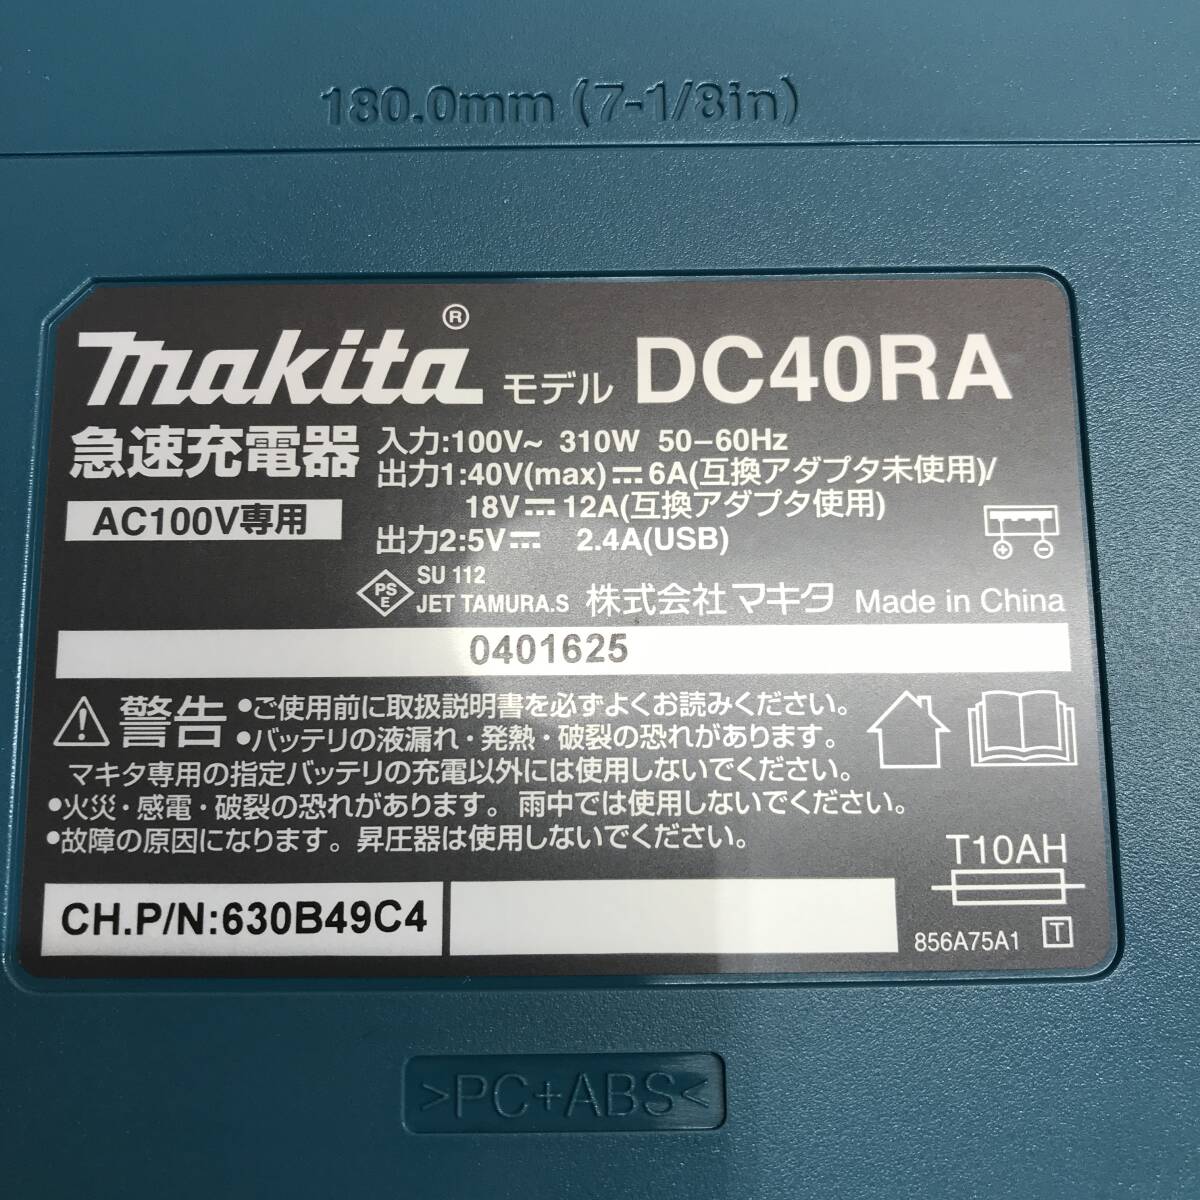 180.0mm (7-1/8in)
makita® モデル DC40RA
急速充電器
AC100V専用
入力:100V~ 310W 50-60Hz
出力1:40V(max)⎓6A(互換アダプタ未使用)/
18V⎓12A(互換アダプタ使用)
出力2:5V⎓ 2.4A(USB)
PSE
SU 112
JET TAMURA.S 株式会社マキタ Made in China
0401625
警告
•ご使用前に取扱説明書を必ずよくお読みください。
•バッテリの液漏れ・発熱・破裂の恐れがあります。
マキタ専用の指定バッテリの充電以外には使用しないでください。
•火災・感電・破裂の恐れがあります。雨中では使用しないでください。
•故障の原因になります。昇圧器は使用しないでください。
T10AH
CH.P/N:630B49C4
856A75A1 T
>PC+ABS<